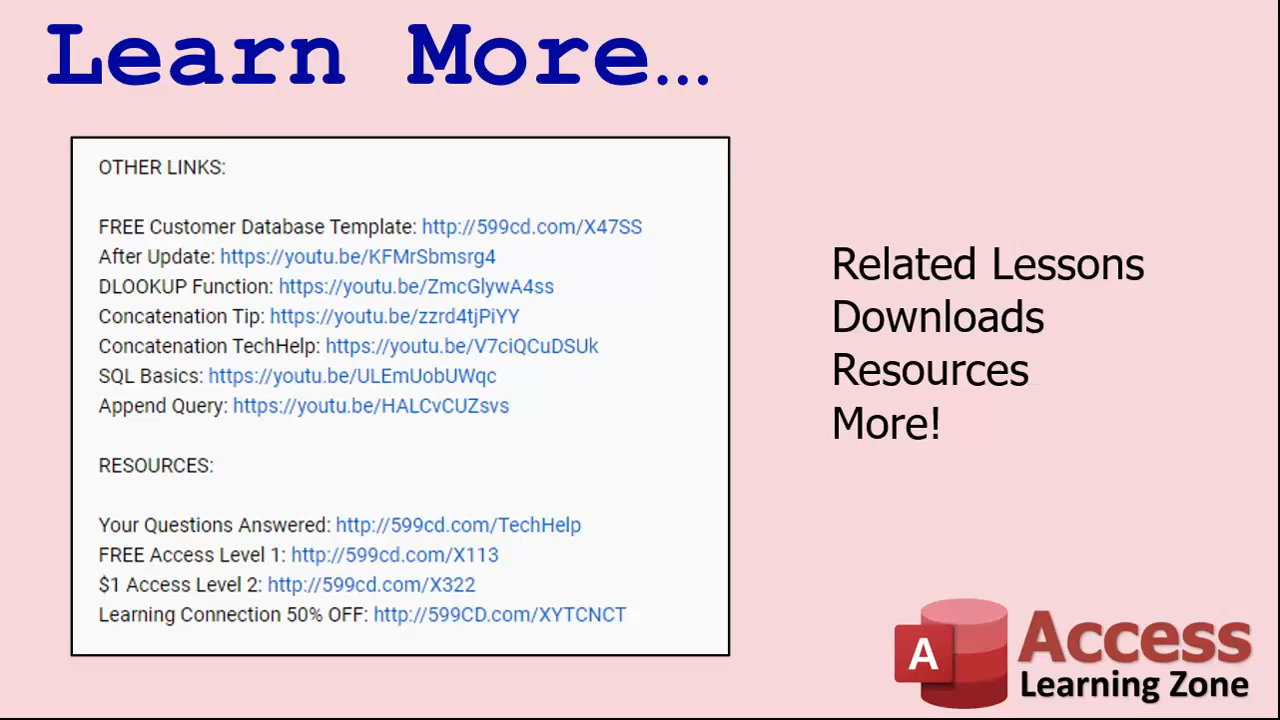 Learn More...
OTHER LINKS:
FREE Customer Database Template: http://599cd.com/X47SS
After Update: https://youtu.be/KFMrSbmsrg4
DLOOKUP Function: https://youtu.be/ZmcGlywA4ss
Concatenation Tip: https://youtu.be/zzrd4tjPiYY
Concatenation TechHelp: https://youtu.be/V7ciQCuDSUk
SQL Basics: https://youtu.be/ULEmUobUWqc
Append Query: https://youtu.be/HALCvCUZsvs
RESOURCES:
Your Questions Answered: http://599cd.com/TechHelp
FREE Access Level 1: http://599cd.com/X113
$1 Access Level 2: http://599cd.com/X322
Learning Connection 50% OFF: http://599CD.com/XYTCNCT
Related Lessons
Downloads
Resources
More!
A
Access
Learning Zone